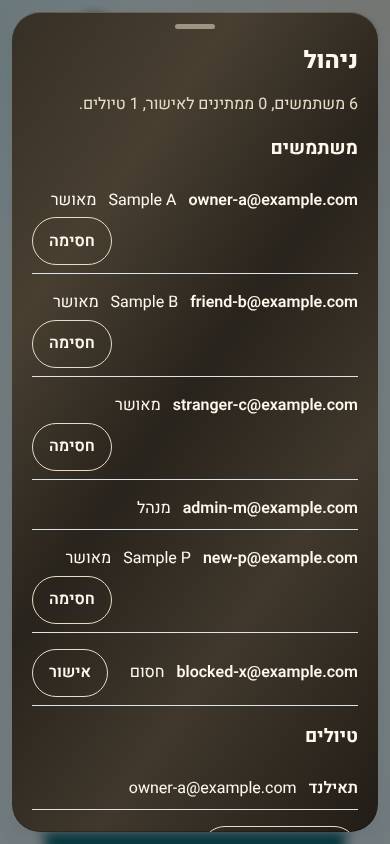 ניהול
6 משתמשים, 0 ממתינים לאישור, 1 טיולים.
משתמשים
owner-a@example.com Sample A מאושר
חסימה
friend-b@example.com Sample B מאושר
חסימה
stranger-c@example.com מאושר
חסימה
admin-m@example.com מנהל
new-p@example.com Sample P מאושר
חסימה
blocked-x@example.com חסום אישור
טיולים
תאילנד owner-a@example.com